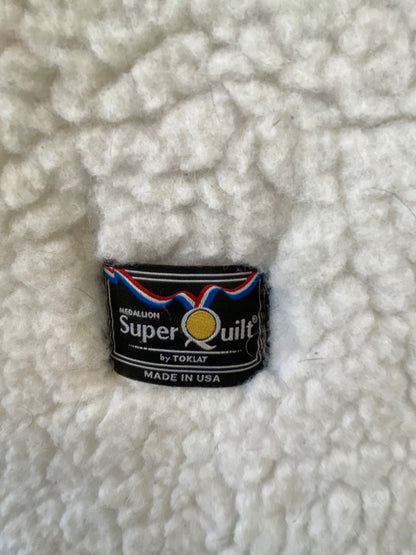 MEDALLION
Super Quilt®
by TOKLAT
MADE IN USA